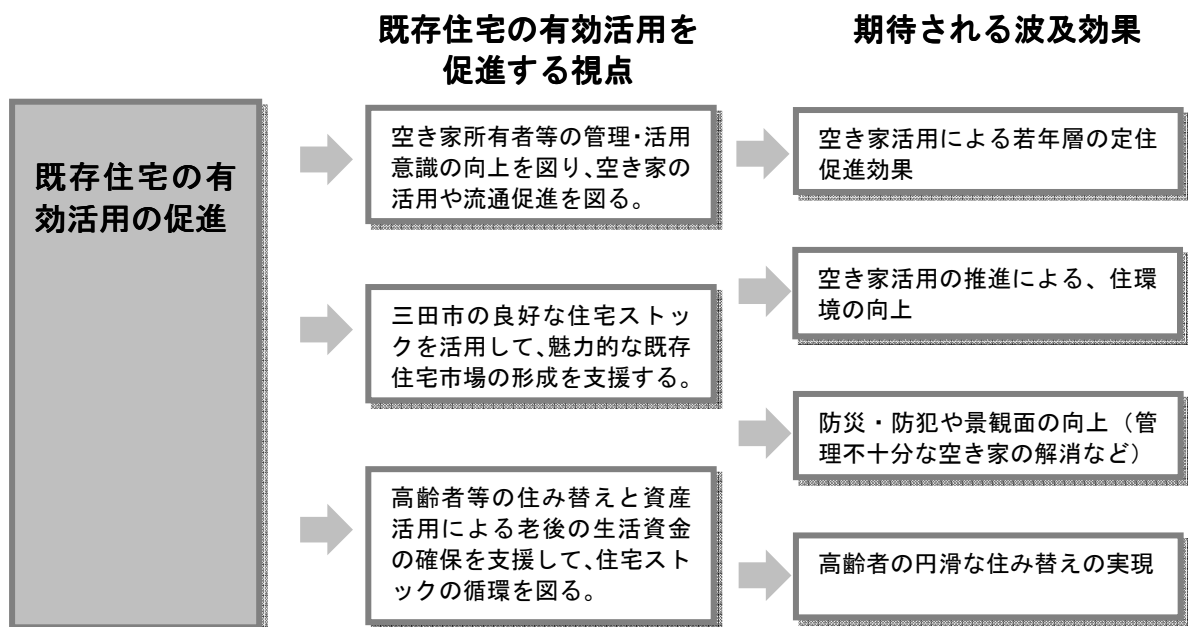 既存住宅の有効活用を
促進する視点
期待される波及効果
既存住宅の有
効活用の促進
空き家所有者等の管理・活用
意識の向上を図り、空き家の
活用や流通促進を図る。
三田市の良好な住宅ストッ
クを活用して、魅力的な既存
住宅市場の形成を支援する。
高齢者等の住み替えと資産
活用による老後の生活資金
の確保を支援して、住宅スト
ックの循環を図る。
空き家活用による若年層の定住
促進効果
空き家活用の推進による、住環
境の向上
防災・防犯や景観面の向上（管
理不十分な空き家の解消など）
高齢者の円滑な住み替えの実現